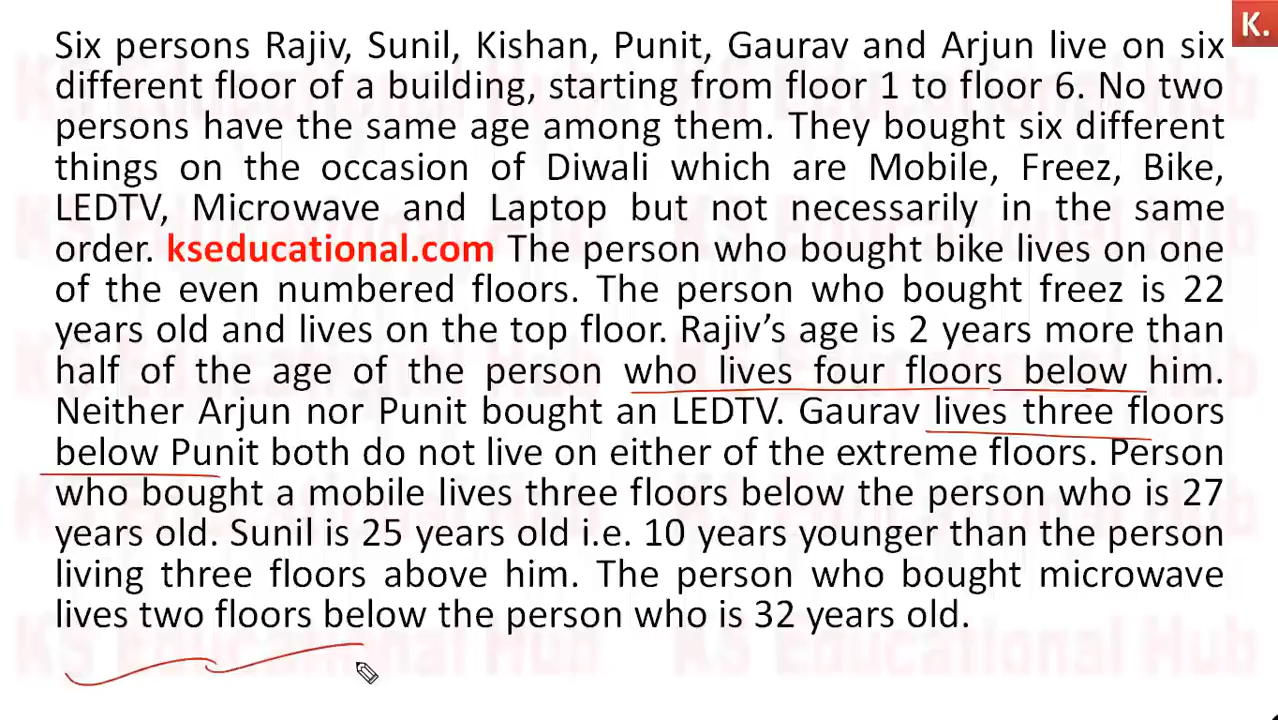 K.
Six persons Rajiv, Sunil, Kishan, Punit, Gaurav and Arjun live on six
different floor of a building, starting from floor 1 to floor 6. No two
persons have the same age among them. They bought six different
things on the occasion of Diwali which are Mobile, Freez, Bike,
LEDTV, Microwave and Laptop but not necessarily in the same
order. kseducational.com The person who bought bike lives on one
of the even numbered floors. The person who bought freez is 22
years old and lives on the top floor. Rajiv’s age is 2 years more than
half of the age of the person who lives four floors below him.
Neither Arjun nor Punit bought an LEDTV. Gaurav lives three floors
below Punit both do not live on either of the extreme floors. Person
who bought a mobile lives three floors below the person who is 27
years old. Sunil is 25 years old i.e. 10 years younger than the person
living three floors above him. The person who bought microwave
lives two floors below the person who is 32 years old.
KS Educational Hub KS Educational Hub